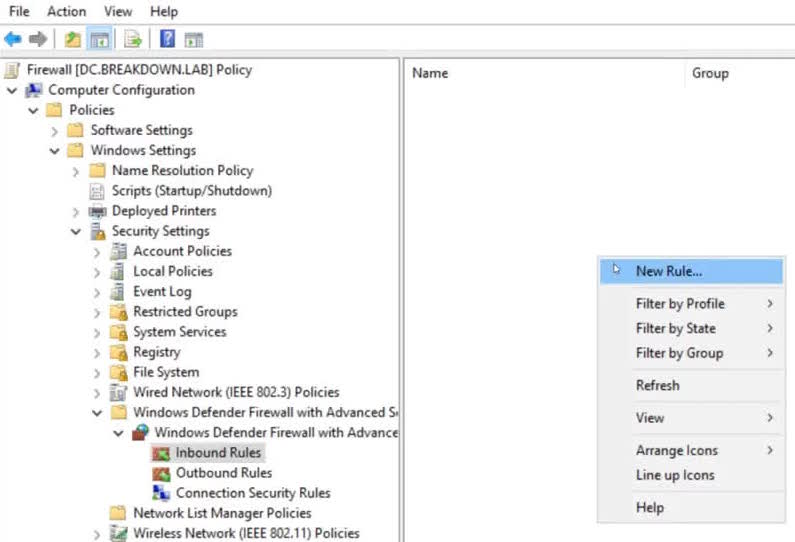 File Action View Help
Firewall [DC.BREAKDOWN.LAB] Policy
Computer Configuration
Policies
Software Settings
Windows Settings
Name Resolution Policy
Scripts (Startup/Shutdown)
Deployed Printers
Security Settings
Account Policies
Local Policies
Event Log
Restricted Groups
System Services
Registry
File System
Wired Network (IEEE 802.3) Policies
Windows Defender Firewall with Advanced S
Windows Defender Firewall with Advance
Inbound Rules
Outbound Rules
Connection Security Rules
Network List Manager Policies
Wireless Network (IEEE 802.11) Policies
Name Group
New Rule...
Filter by Profile
Filter by State
Filter by Group
Refresh
View
Arrange Icons
Line up Icons
Help